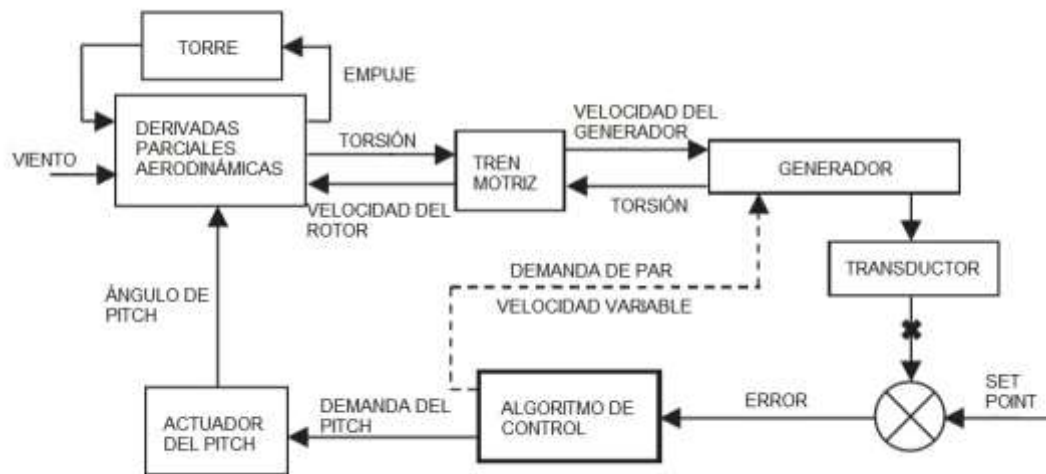 TORRE
EMPUJE
DERIVADAS
PARCIALES
AERODINÁMICAS
VIENTO
TORSIÓN
VELOCIDAD DEL
ROTOR
TREN
MOTRIZ
VELOCIDAD DEL
GENERADOR
TORSIÓN
GENERADOR
TRANSDUCTOR
DEMANDA DE PAR
VELOCIDAD VARIABLE
ÁNGULO DE
PITCH
ACTUADOR
DEL PITCH
DEMANDA DEL
PITCH
ALGORITMO DE
CONTROL
ERROR
SET
POINT